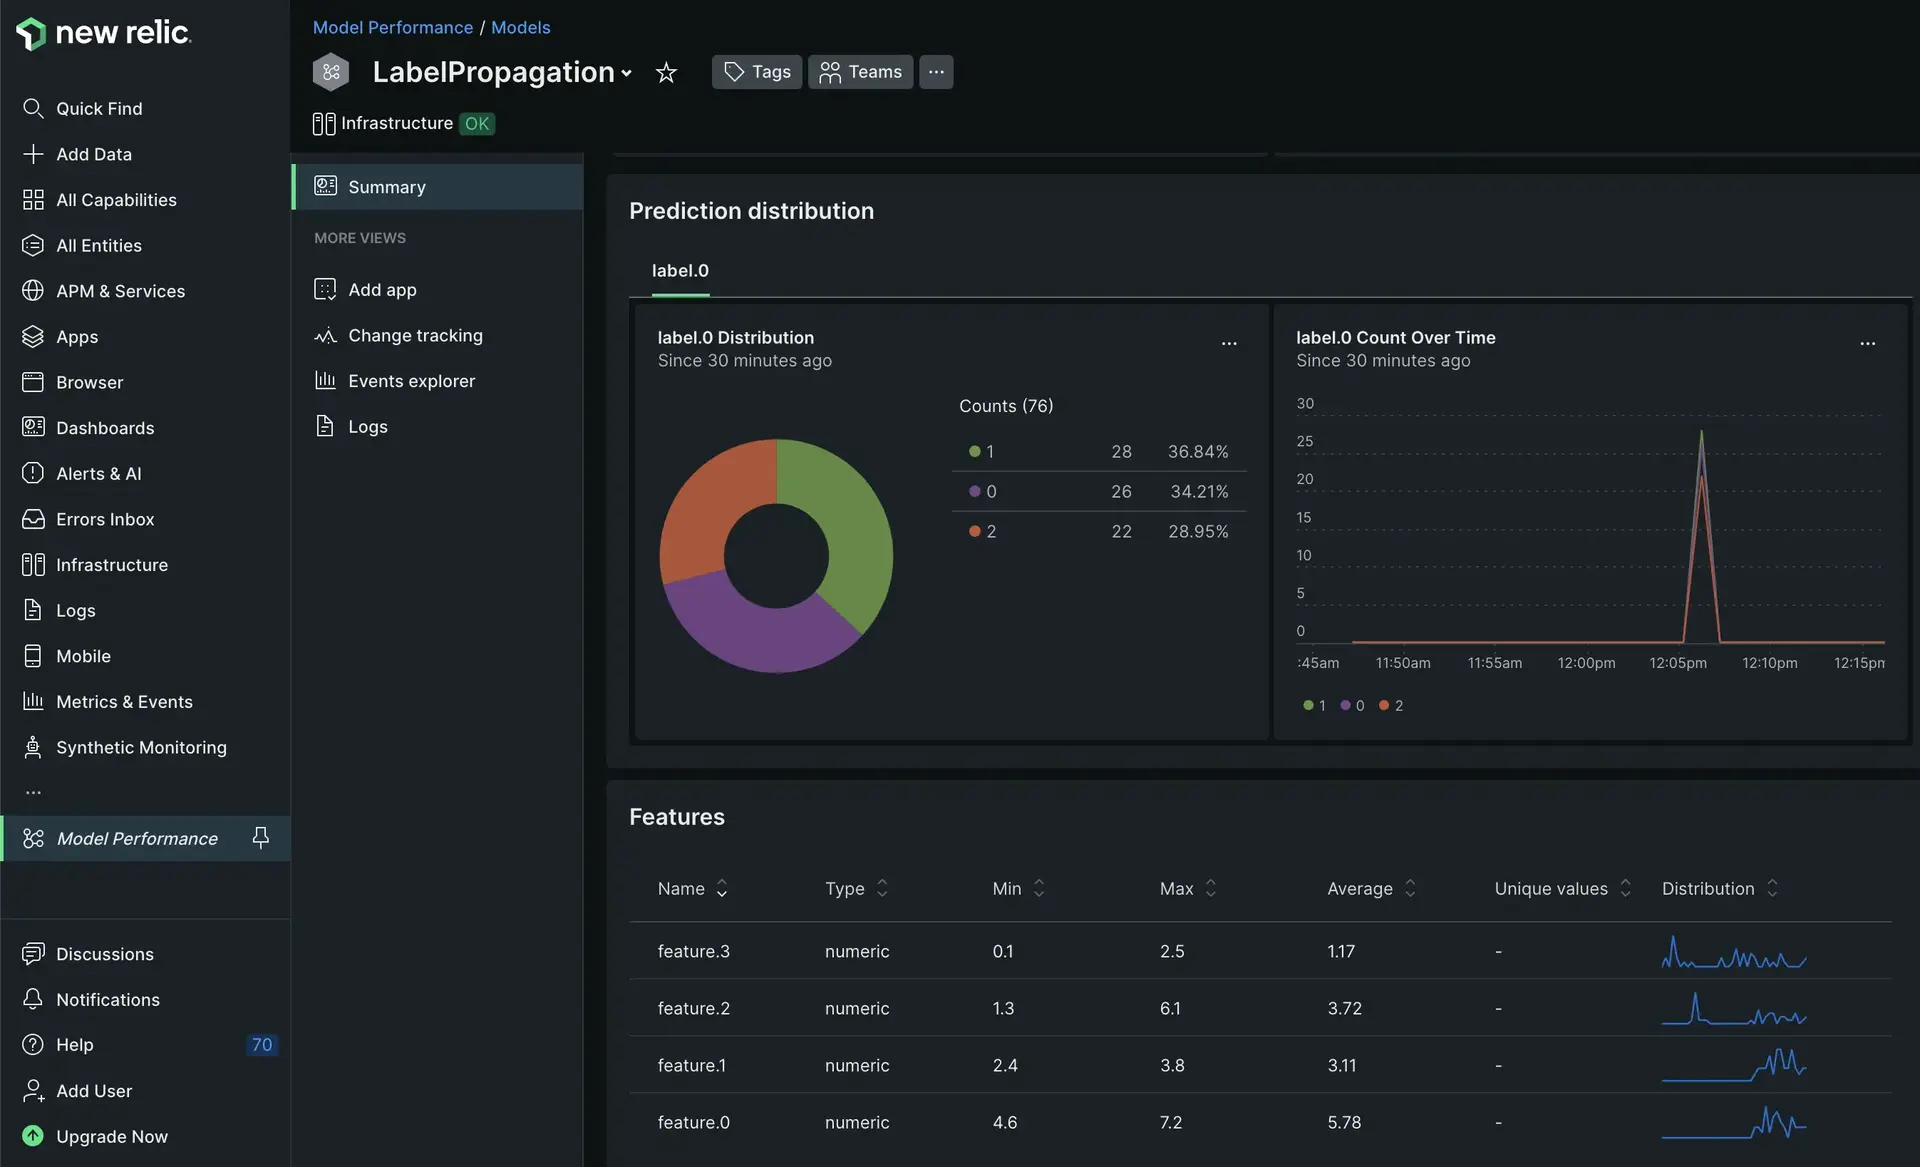 new relic.
Quick Find
Add Data
All Capabilities
All Entities
APM & Services
Apps
Browser
Dashboards
Alerts & AI
Errors Inbox
Infrastructure
Logs
Mobile
Metrics & Events
Synthetic Monitoring
...
Model Performance
Discussions
Notifications
Help 70
Add User
Upgrade Now
Model Performance / Models
LabelPropagation
Tags
Teams
...
Infrastructure OK
Summary
MORE VIEWS
Add app
Change tracking
Events explorer
Logs
Prediction distribution
label.0
label.0 Distribution
...
Since 30 minutes ago
Counts (76)
1 28 36.84%
0 26 34.21%
2 22 28.95%
label.0 Count Over Time
...
Since 30 minutes ago
30
25
20
15
10
5
0
:45am 11:50am 11:55am 12:00pm 12:05pm 12:10pm 12:15pm
1 0 2
Features
Name Type Min Max Average Unique values Distribution
feature.3 numeric 0.1 2.5 1.17 -
feature.2 numeric 1.3 6.1 3.72 -
feature.1 numeric 2.4 3.8 3.11 -
feature.0 numeric 4.6 7.2 5.78 -